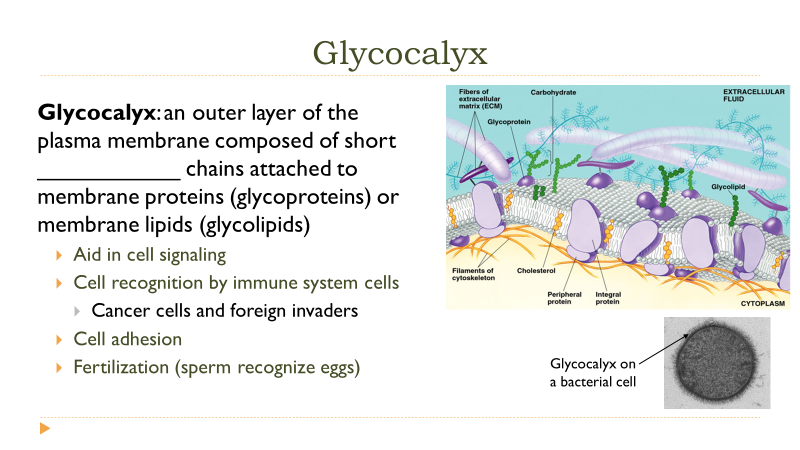 Glycocalyx
Glycocalyx: an outer layer of the
plasma membrane composed of short
____________ chains attached to
membrane proteins (glycoproteins) or
membrane lipids (glycolipids)
Aid in cell signaling
Cell recognition by immune system cells
Cancer cells and foreign invaders
Cell adhesion
Fertilization (sperm recognize eggs)
Fibers of
extracellular
matrix (ECM)
Carbohydrate
EXTRACELLULAR
FLUID
Glycoprotein
Glycolipid
Filaments of
cytoskeleton
Cholesterol
Peripheral
protein
Integral
protein
CYTOPLASM
Glycocalyx on
a bacterial cell